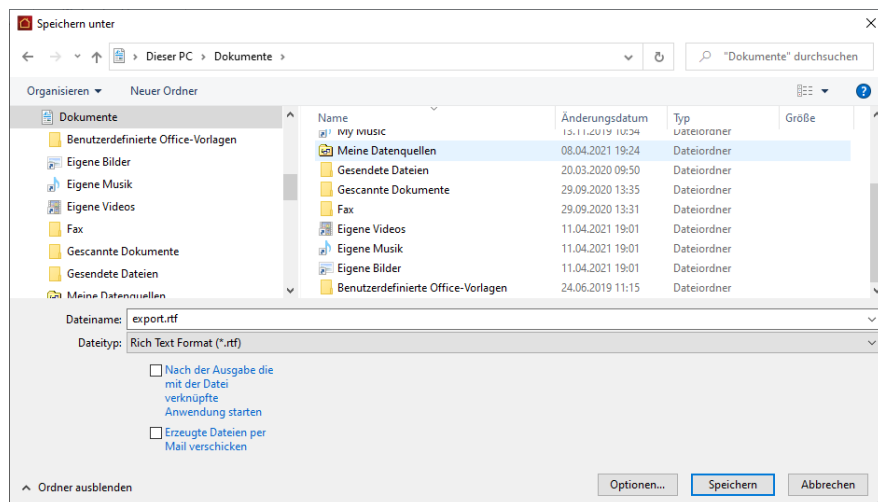 Speichern unter
Dieser PC > Dokumente >
"Dokumente" durchsuchen
Organisieren
Neuer Ordner
Dokumente
Benutzerdefinierte Office-Vorlagen
Eigene Bilder
Eigene Musik
Eigene Videos
Fax
Gescannte Dokumente
Gesendete Dateien
Meine Datenquellen
Name Änderungsdatum Typ Größe
My Music 13.11.2019 10:54 Dateiordner
Meine Datenquellen 08.04.2021 19:24 Dateiordner
Gesendete Dateien 20.03.2020 09:50 Dateiordner
Gescannte Dokumente 29.09.2020 13:35 Dateiordner
Fax 29.09.2020 13:31 Dateiordner
Eigene Videos 11.04.2021 19:01 Dateiordner
Eigene Musik 11.04.2021 19:01 Dateiordner
Eigene Bilder 11.04.2021 19:01 Dateiordner
Benutzerdefinierte Office-Vorlagen 24.06.2019 11:15 Dateiordner
Dateiname: export.rtf
Dateityp: Rich Text Format (*.rtf)
Nach der Ausgabe die
mit der Datei
verknüpfte
Anwendung starten
Erzeugte Dateien per
Mail verschicken
Ordner ausblenden
Optionen...
Speichern
Abbrechen